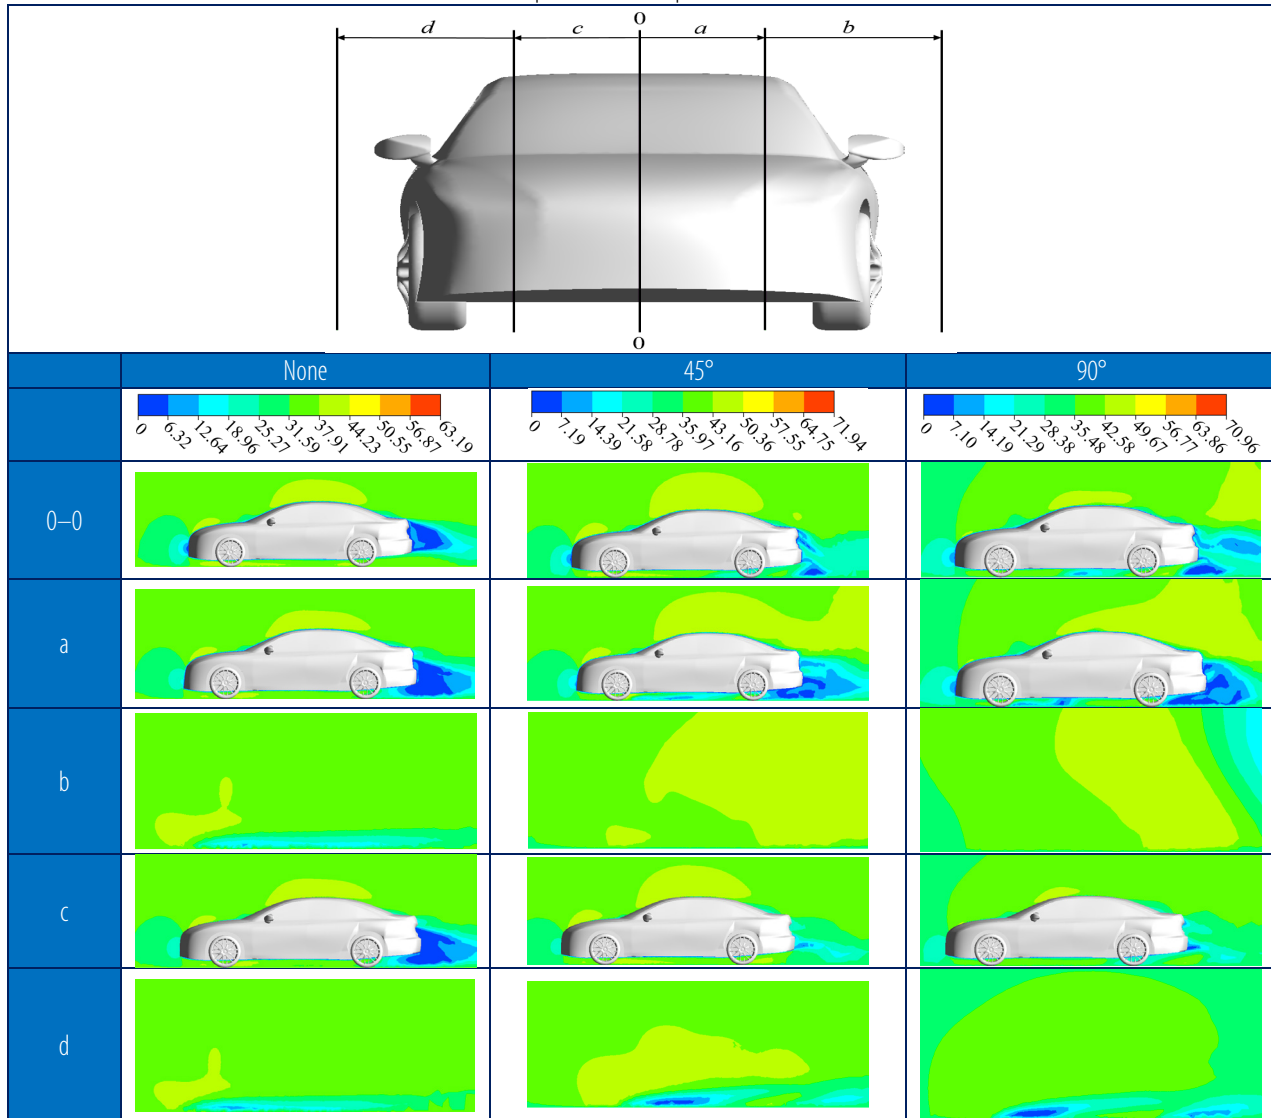 O
d c a b
O
None 45° 90°
0 6.32 12.64 18.96 25.27 31.59 37.91 44.23 50.55 56.87 63.19
0 7.19 14.39 21.58 28.78 35.97 43.16 50.36 57.55 64.75 71.94
0 7.10 14.19 21.29 28.38 35.48 42.58 49.67 56.77 63.86 70.96
0–0
a
b
c
d